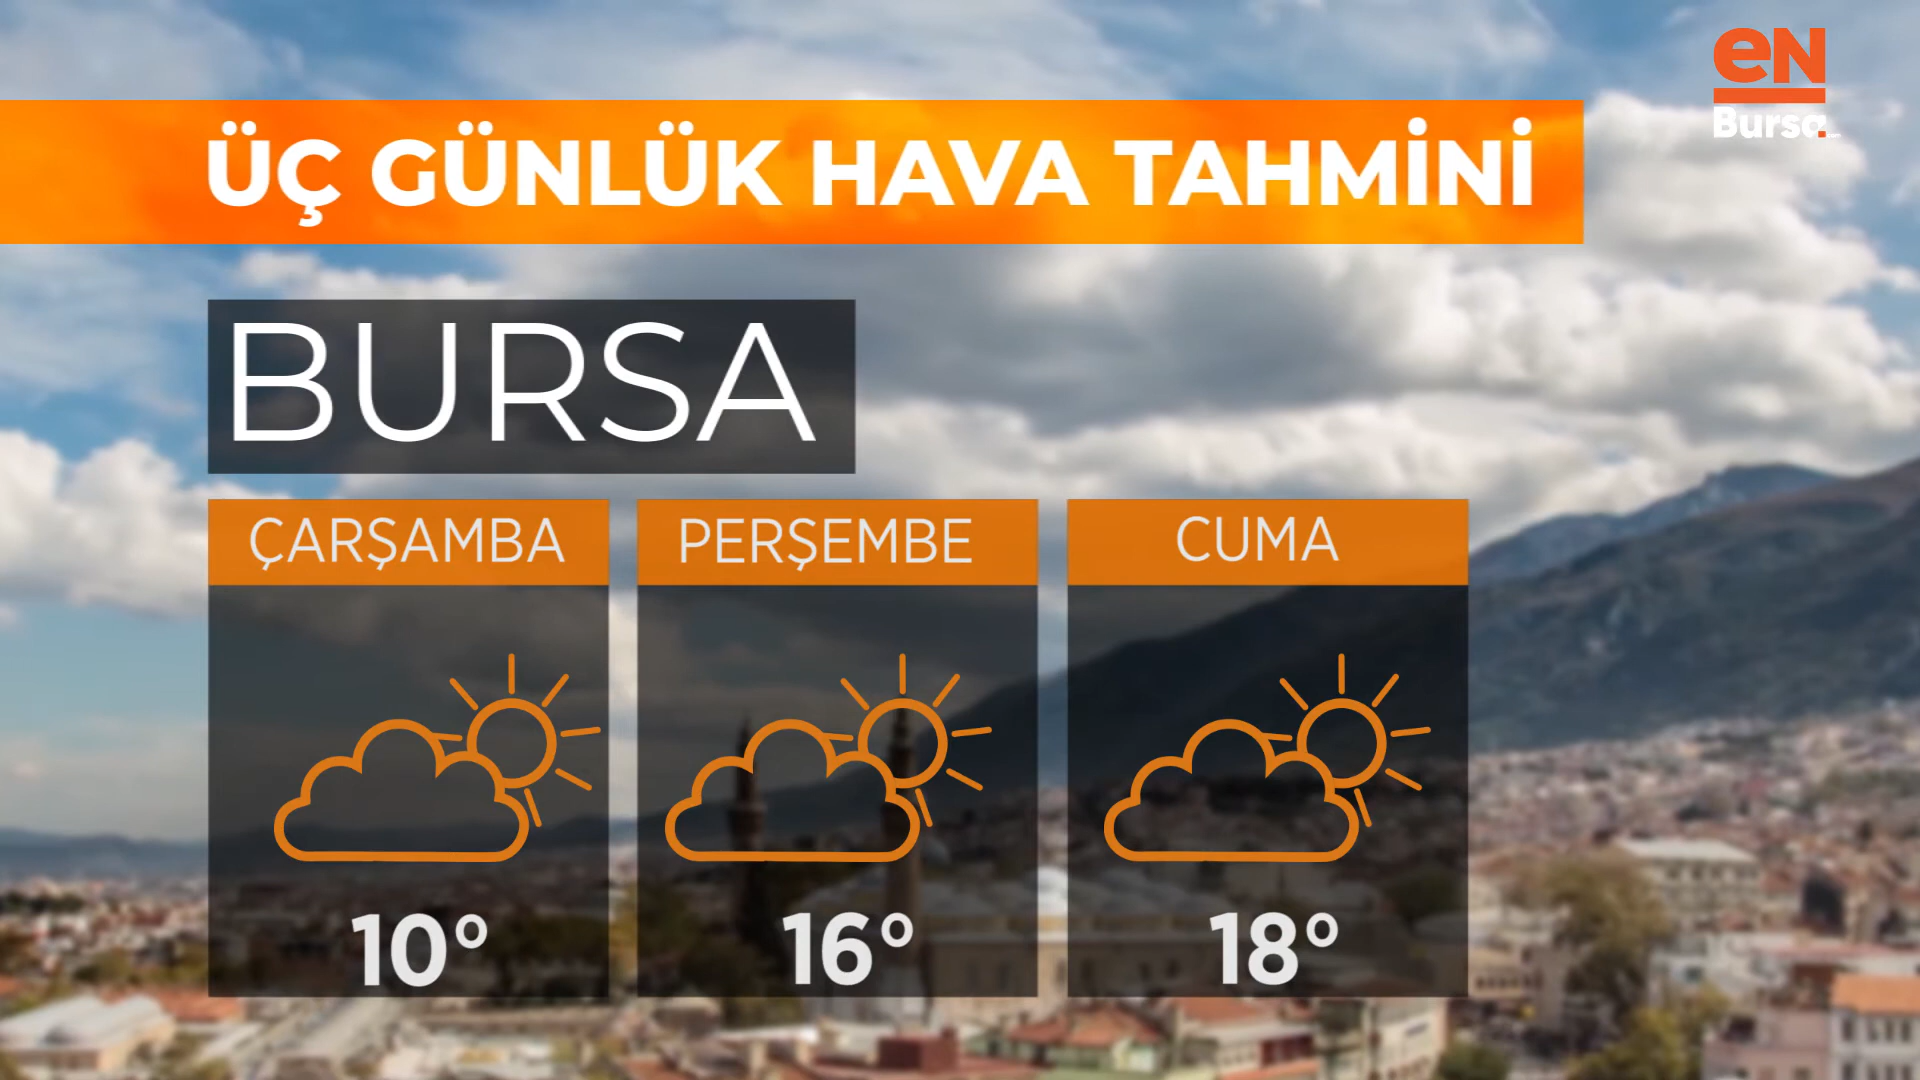 eN
Bursa.
ÜÇ GÜNLÜK HAVA TAHMİNİ
BURSA
ÇARŞAMBA
PERŞEMBE
CUMA
10°
16°
18°